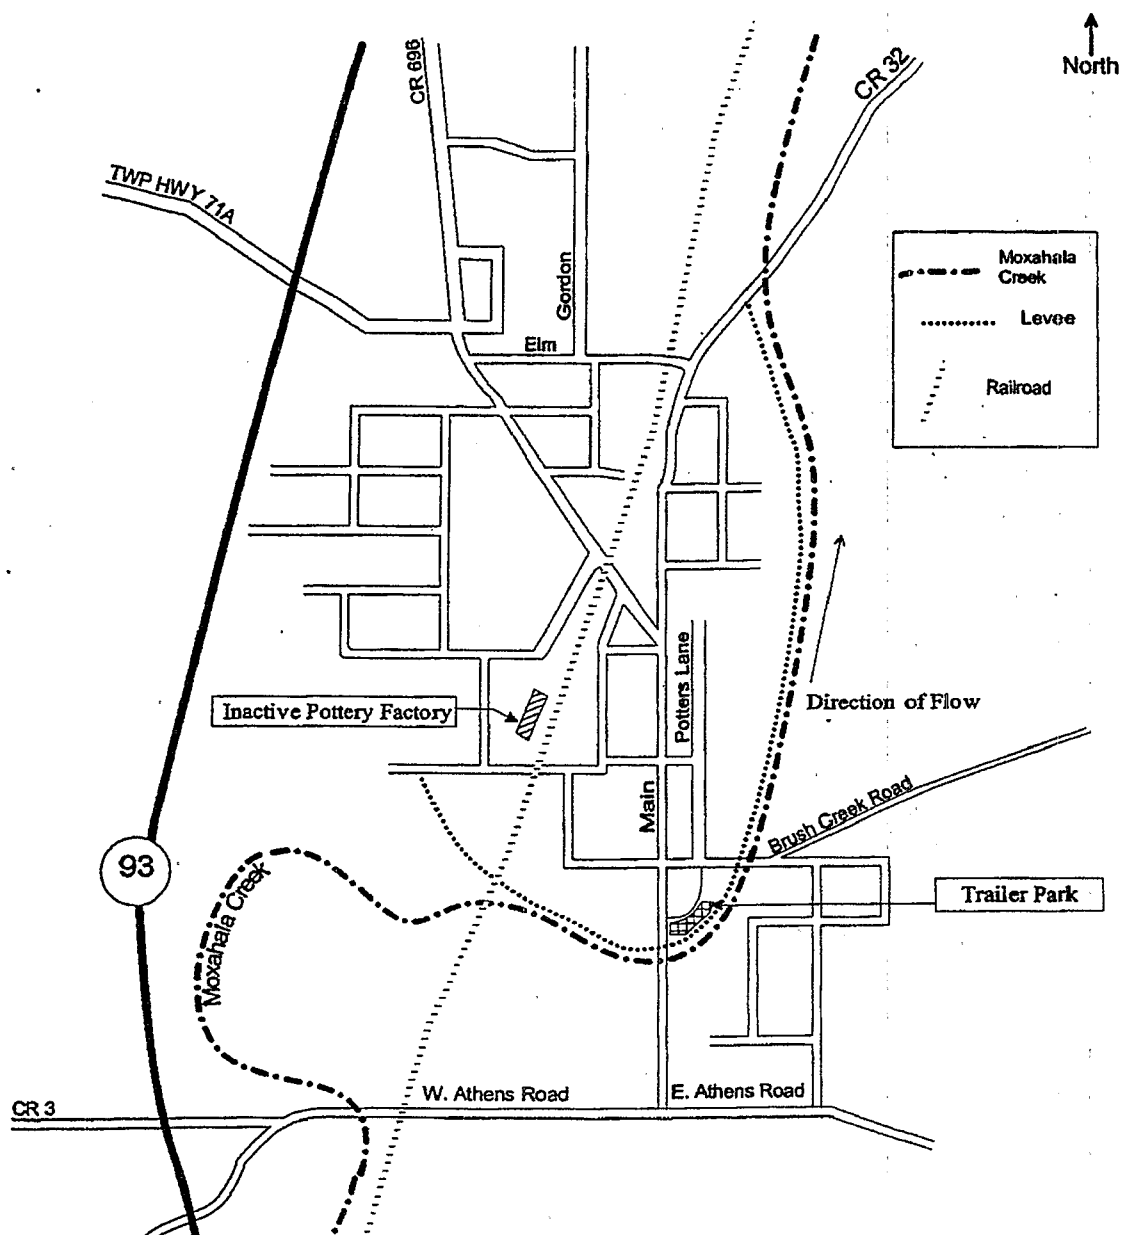 North
CR 696
CR 32
TWP HWY 71A
Moxahala
Creek
Levee
Railroad
Gordon
Elm
Potters Lane
Inactive Pottery Factory
Direction of Flow
Main
Brush Creek Road
93
Moxahala Creek
Trailer Park
W. Athens Road
E. Athens Road
CR 3